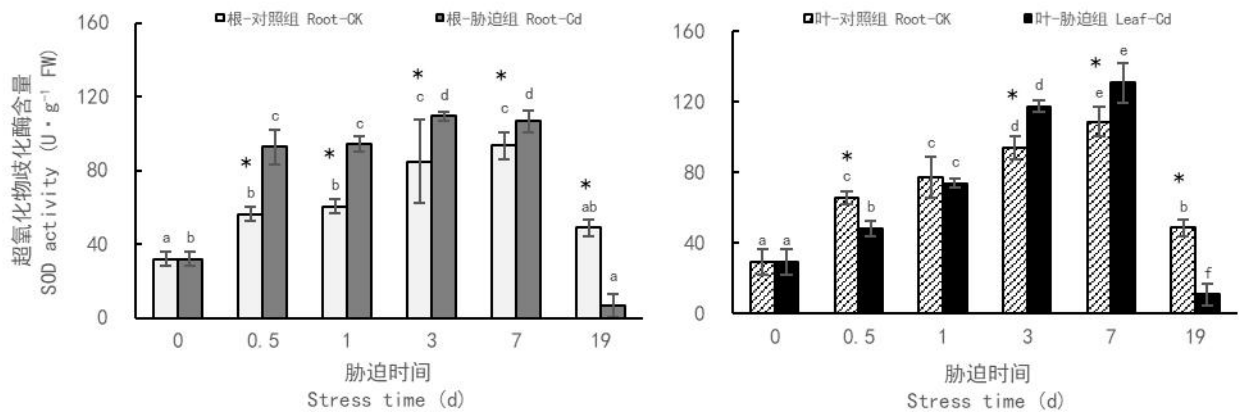 超氧化物歧化酶含量
SOD activity (U · g⁻¹ FW)
160
120
80
40
0
根-对照组 Root-CK
根-胁迫组 Root-Cd
a
b
*
b
c
*
b
c
*
c
d
*
c
d
*
ab
a
0
0.5
1
3
7
19
胁迫时间
Stress time (d)
160
120
80
40
0
叶-对照组 Root-CK
叶-胁迫组 Leaf-Cd
a
a
*
c
b
c
c
*
d
d
*
e
e
*
b
f
0
0.5
1
3
7
19
胁迫时间
Stress time (d)